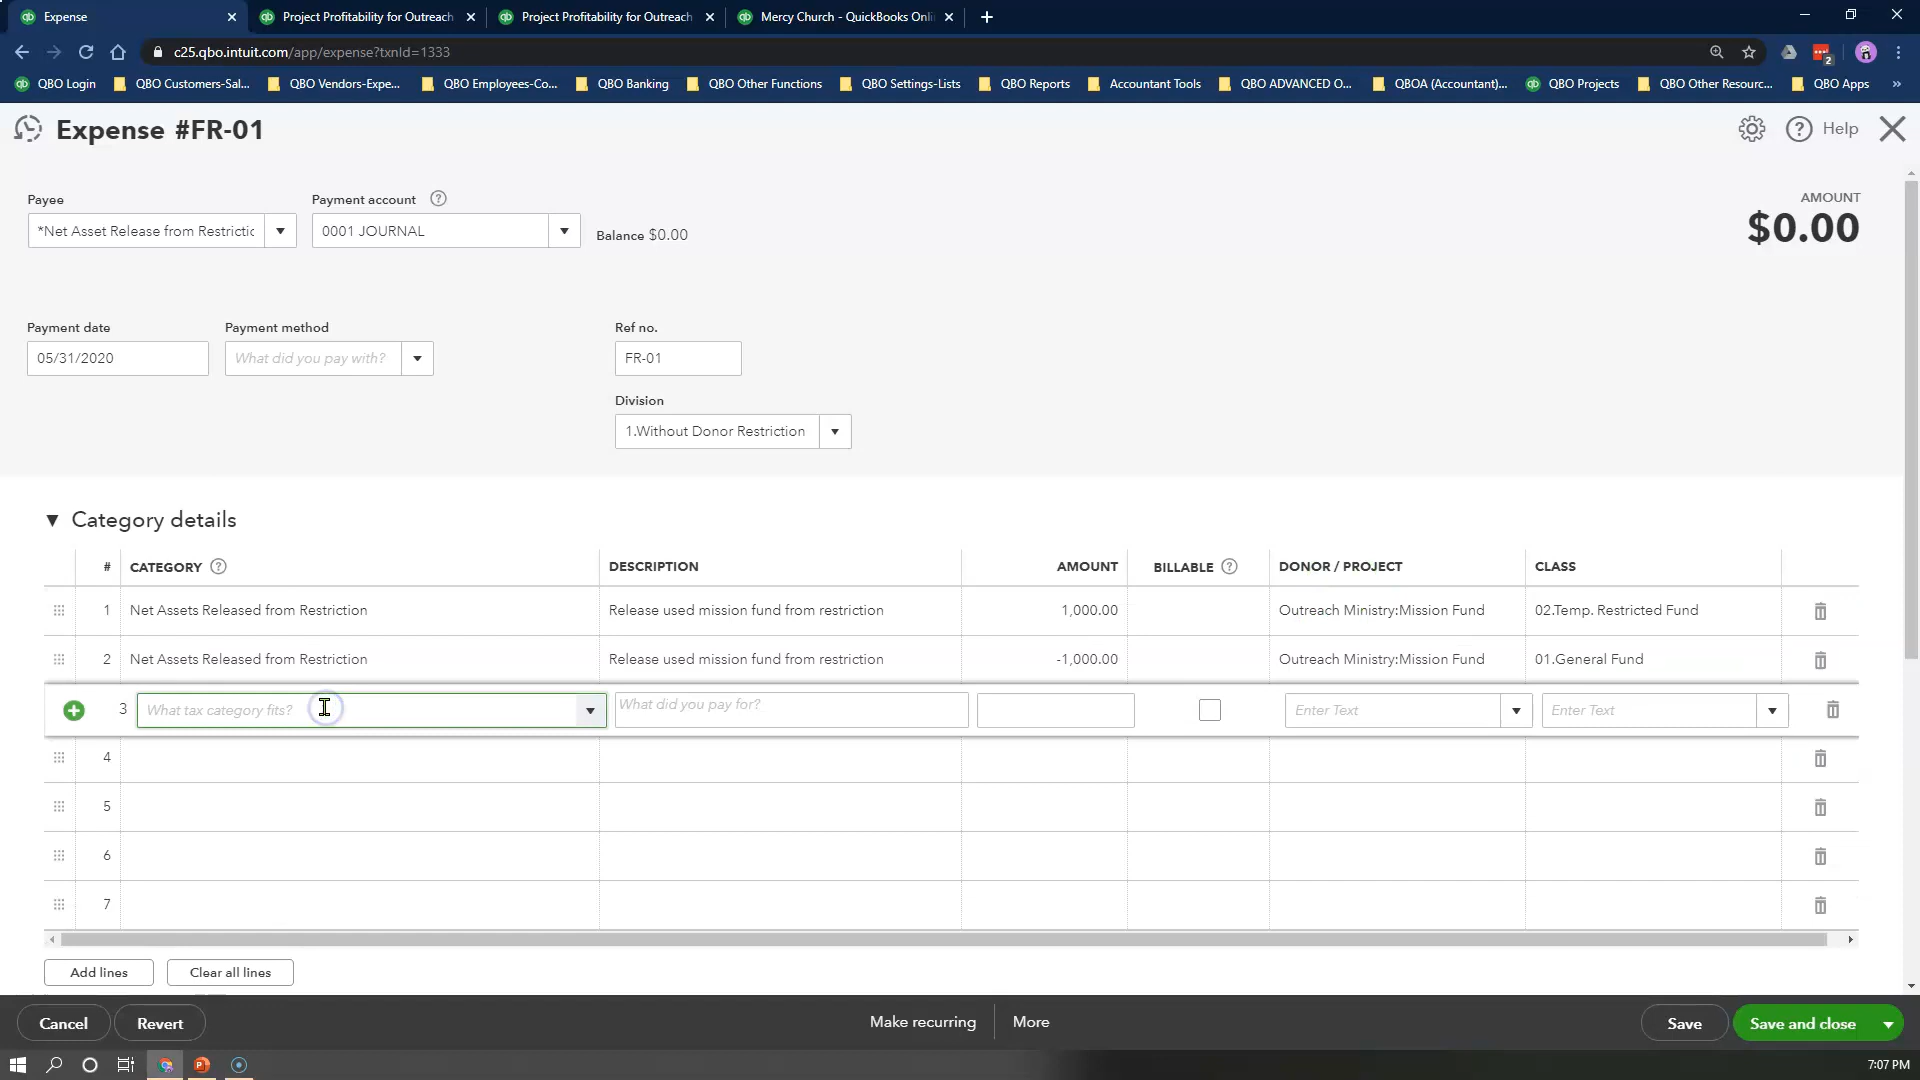 Expense
Project Profitability for Outreach
Project Profitability for Outreach
Mercy Church - QuickBooks Onli
c25.qbo.intuit.com/app/expense?txnId=1333
QBO Login
QBO Customers-Sal...
QBO Vendors-Expe...
QBO Employees-Co...
QBO Banking
QBO Other Functions
QBO Settings-Lists
QBO Reports
Accountant Tools
QBO ADVANCED O...
QBOA (Accountant)...
QBO Projects
QBO Other Resourc...
QBO Apps
»
Expense #FR-01
Help
Payee
Payment account
AMOUNT
*Net Asset Release from Restrictic
0001 JOURNAL
Balance $0.00
$0.00
Payment date
Payment method
Ref no.
05/31/2020
What did you pay with?
FR-01
Division
1.Without Donor Restriction
Category details
# CATEGORY DESCRIPTION AMOUNT BILLABLE DONOR / PROJECT CLASS
1 Net Assets Released from Restriction Release used mission fund from restriction 1,000.00 Outreach Ministry:Mission Fund 02.Temp. Restricted Fund
2 Net Assets Released from Restriction Release used mission fund from restriction -1,000.00 Outreach Ministry:Mission Fund 01.General Fund
3 What tax category fits? What did you pay for? Enter Text Enter Text
4
5
6
7
Add lines
Clear all lines
Cancel
Revert
Make recurring
More
Save
Save and close
7:07 PM